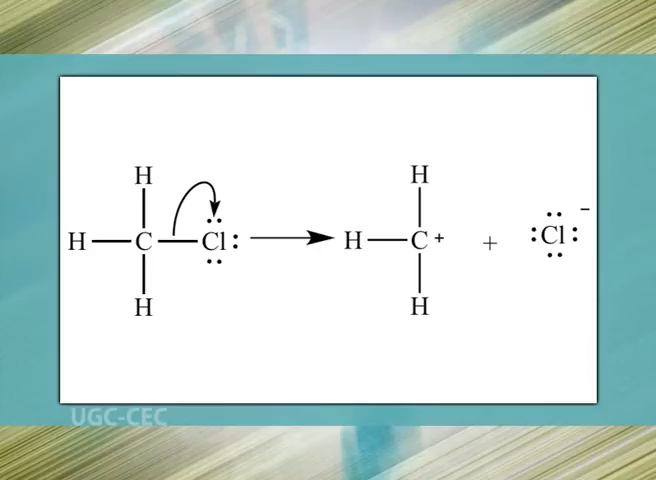 H H
H C Cl : H C + + : Cl : −
H H
UGC-CEC